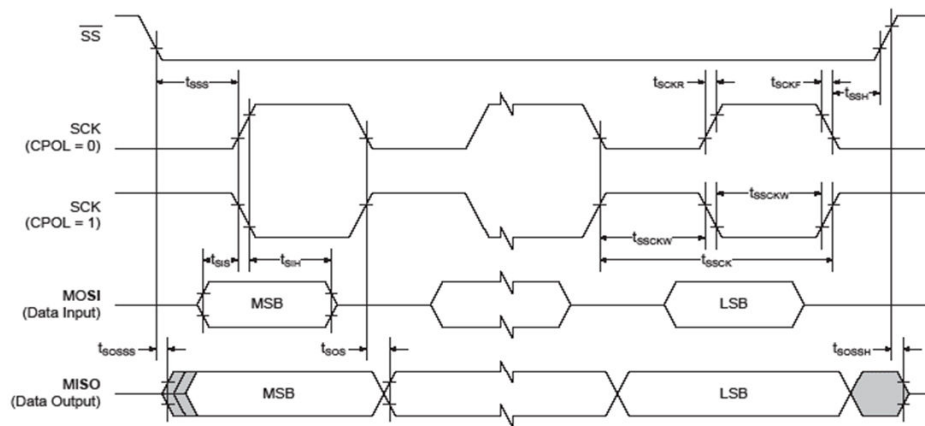 SS
tSSS
tSCKR
tSCKF
tSSH
SCK
(CPOL = 0)
SCK
(CPOL = 1)
tSSCKW
tSSCKW
tSSCK
tSIS
tSIH
MOSI
(Data Input)
MSB
LSB
tSOSSS
tSOS
tSOSSH
MISO
(Data Output)
MSB
LSB